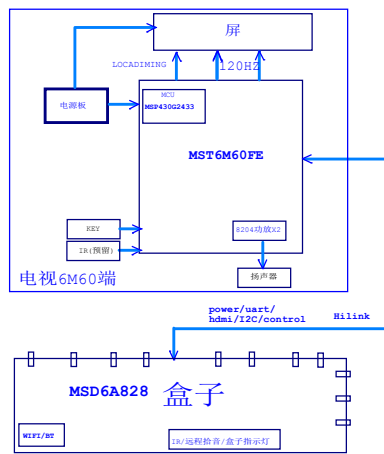 屏
LOCADIMING
120HZ
电源板
MCU
MSP430G2433
MST6M60FE
KEY
IR(预留)
8204功放X2
扬声器
电视6M60端
power/uart/
hdmi/I2C/control
Hilink
MSD6A828 盒子
WIFI/BT
IR/远程拾音/盒子指示灯